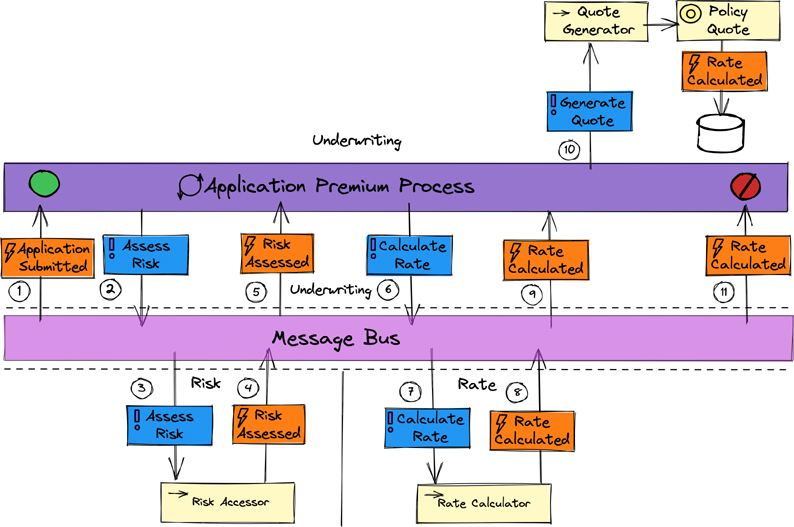 Quote
Generator
Policy
Quote
Rate
Calculated
Generate
Quote
10
Underwriting
Application Premium Process
Application
Submitted
Assess
Risk
Risk
Assessed
Calculate
Rate
Rate
Calculated
Rate
Calculated
1
2
5
Underwriting
6
9
11
Message Bus
3
Risk
4
7
Rate
8
Assess
Risk
Risk
Assessed
Calculate
Rate
Rate
Calculated
Risk Accessor
Rate Calculator